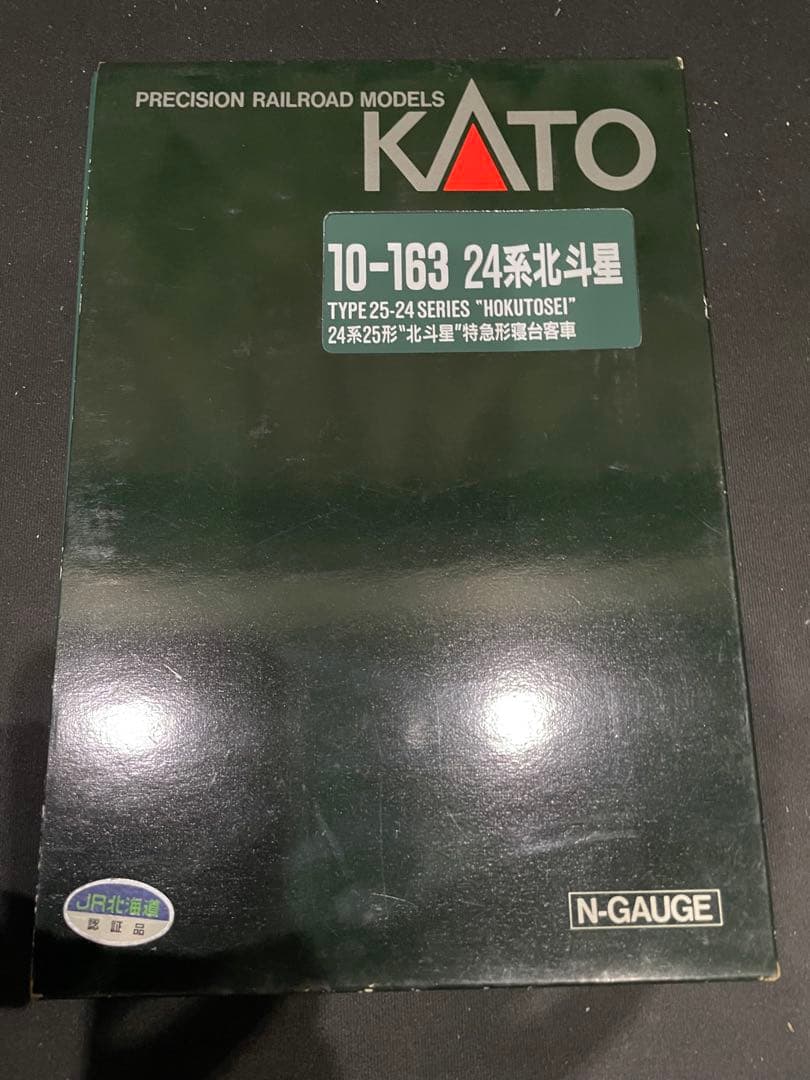 PRECISION RAILROAD MODELS
KATO
10-163 24系北斗星
TYPE 25-24 SERIES "HOKUTOSEI"
24系25形"北斗星"特急形寝台客車
JR北海道
認証品
N-GAUGE